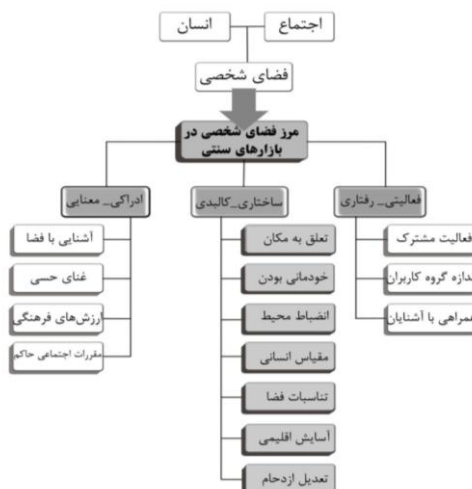 اجتماع
انسان
فضای شخصی
مرز فضای شخصی در
بازارهای سنتی
فعالیتی_ رفتاری
ساختاری_کالبدی
ادراکی_ معنایی
فعالیت مشترک
دازه گروه کاربران
همراهی با آشنایان
تعلق به مکان
خودمانی بودن
انضباط محیط
مقیاس انسانی
تناسبات فضا
آسایش اقلیمی
تعدیل ازدحام
آشنایی با فضا
غنای حسی
ارزش‌های فرهنگی
مقررات اجتماعی حاکم